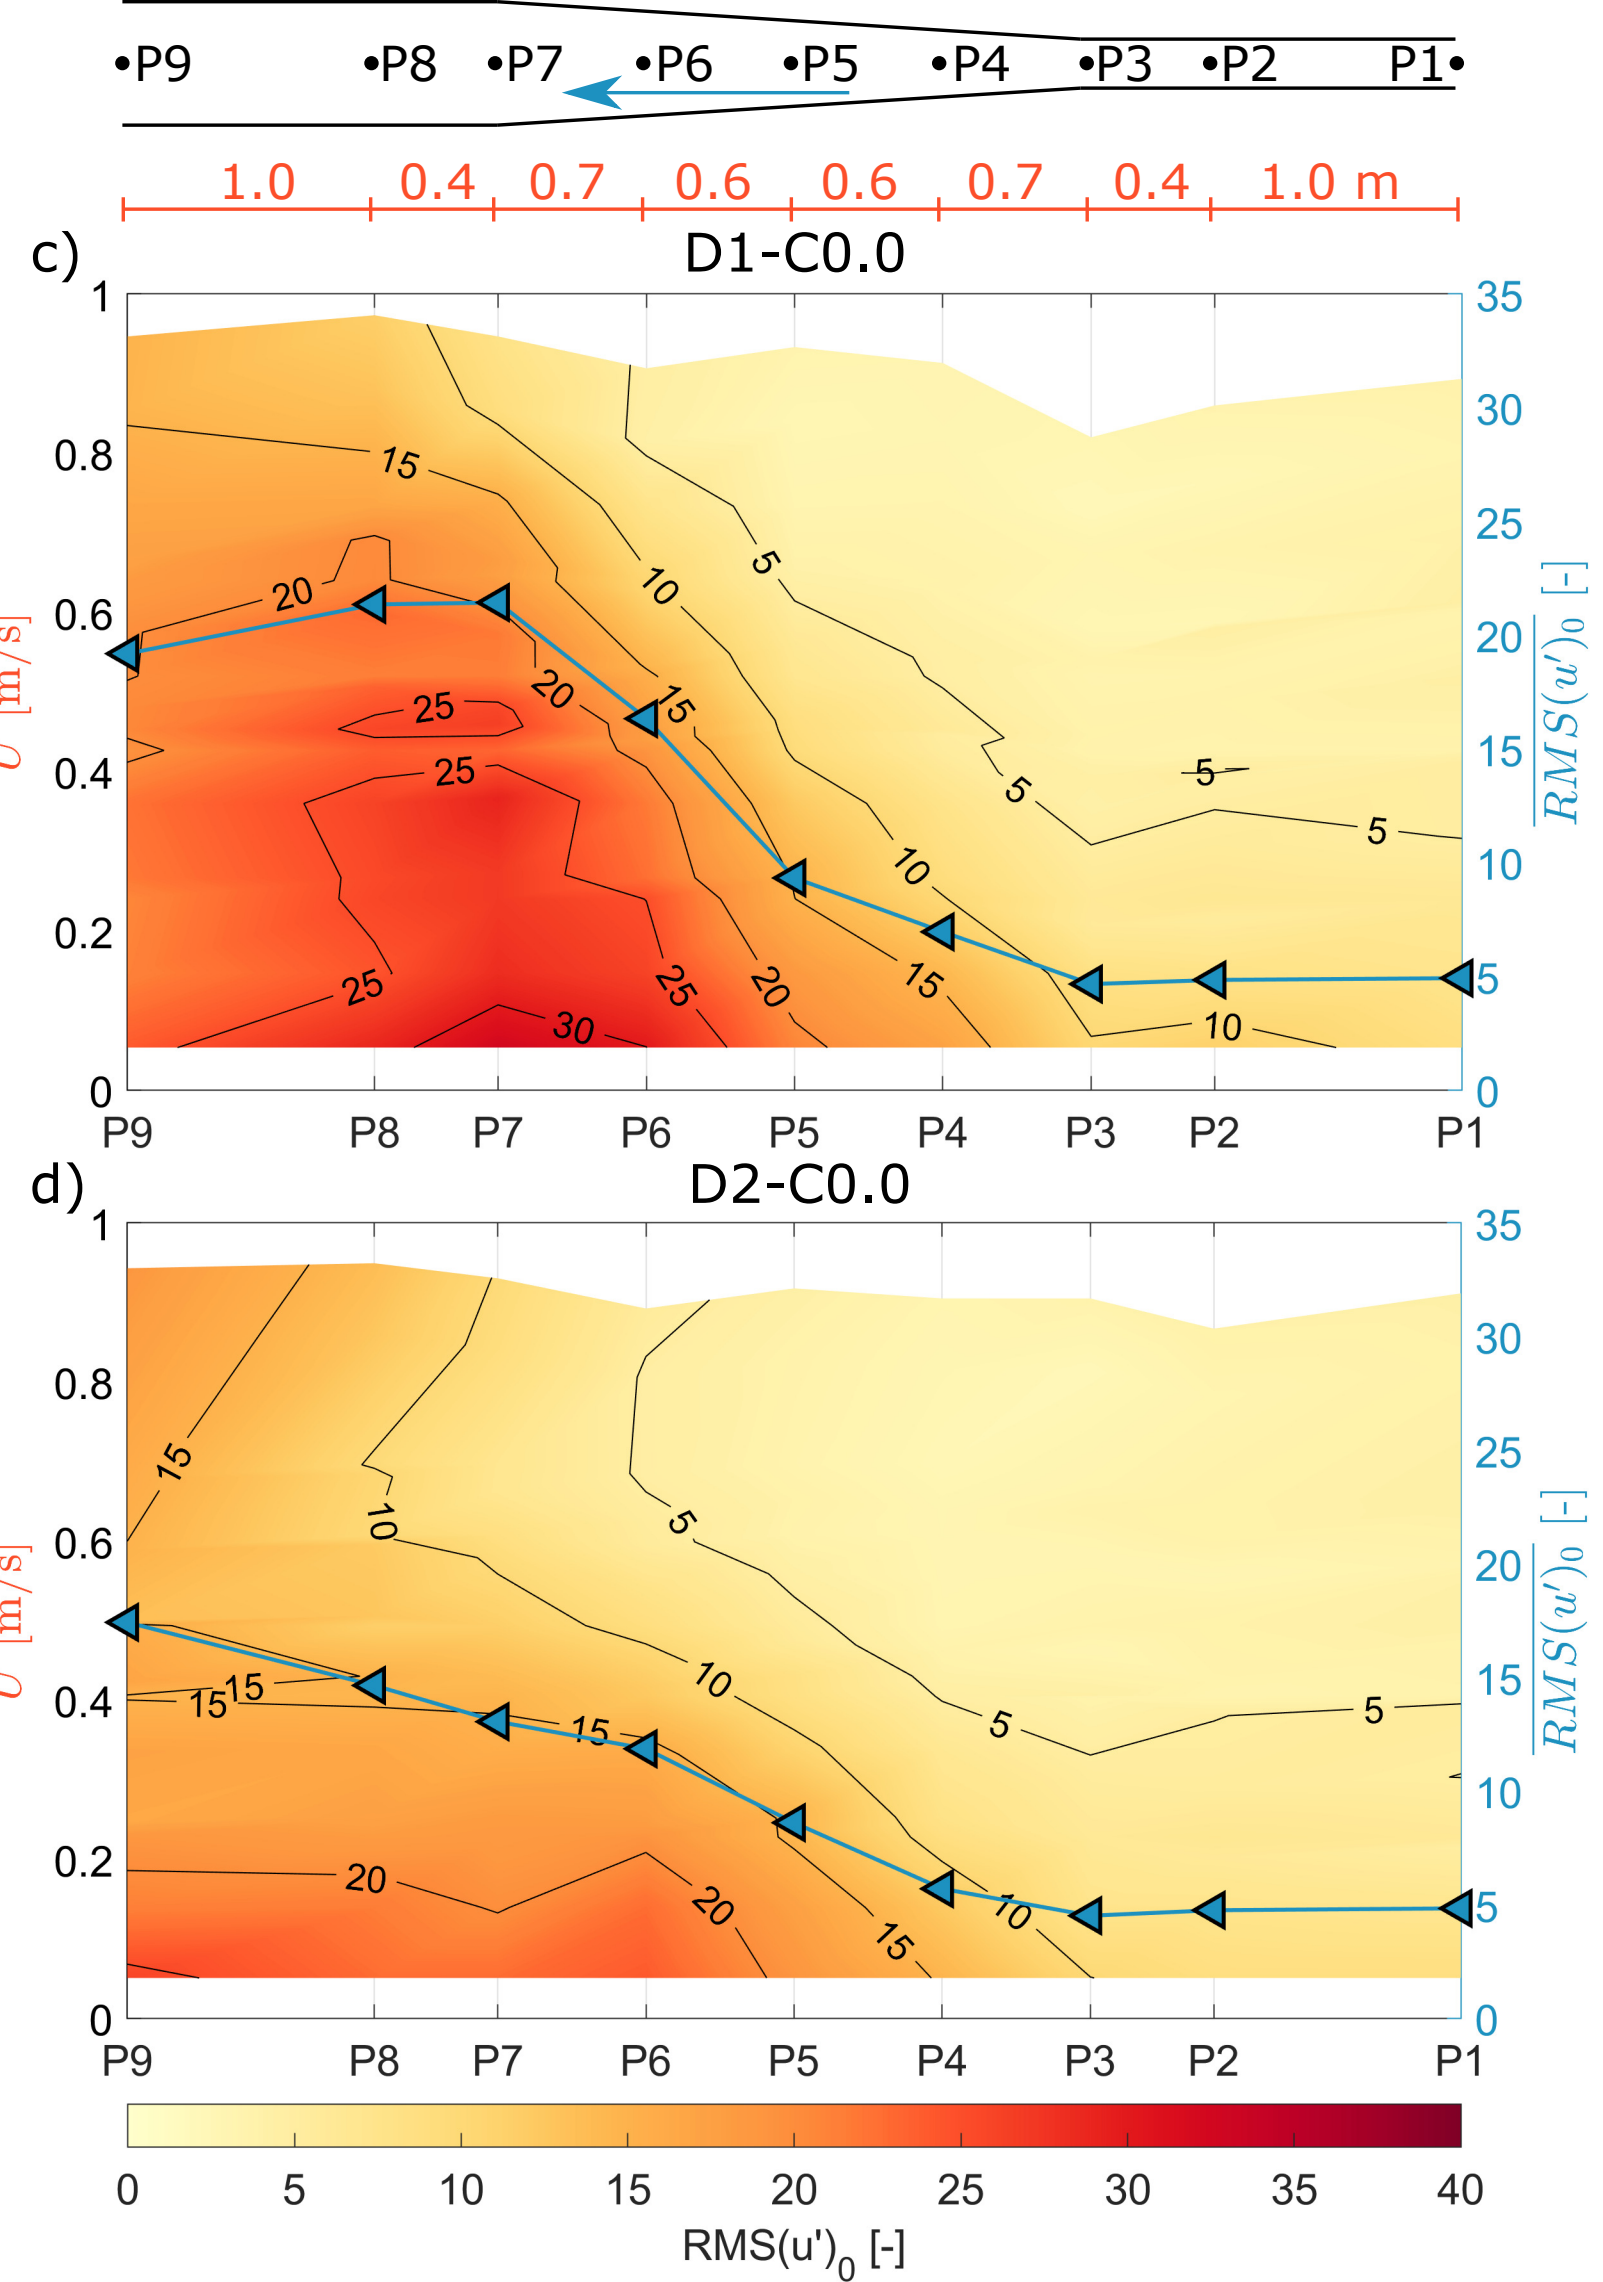 •P9 •P8 •P7 •P6 •P5 •P4 •P3 •P2 P1•
1.0 0.4 0.7 0.6 0.6 0.7 0.4 1.0 m
c) D1-C0.0
1 35
30
0.8 15
25
5
20 10
0.6 20
U [m/s] RMS(u')₀ [-]
20
25 15
15
25 5
0.4 5
5
10 10
0.2
25 25 20 15
5
30 10
0 0
P9 P8 P7 P6 P5 P4 P3 P2 P1
d) D2-C0.0
1 35
30
0.8
15 25
10 5
0.6 20
U [m/s] RMS(u')₀ [-]
15 10 15
0.4 15 15 5 5
10
0.2
20 20 10 5
15
0 0
P9 P8 P7 P6 P5 P4 P3 P2 P1
0 5 10 15 20 25 30 35 40
RMS(u')₀ [-]